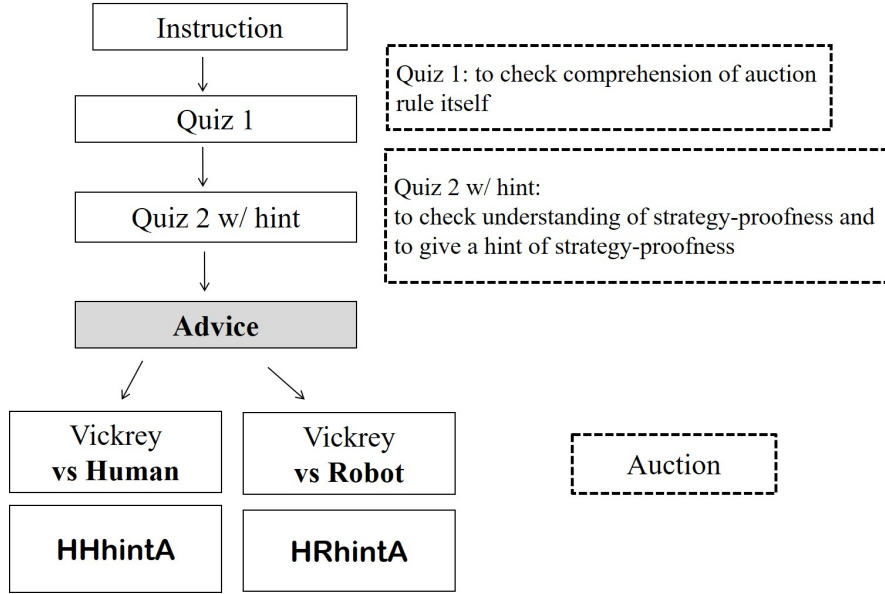 Instruction
Quiz 1: to check comprehension of auction
rule itself
Quiz 1
Quiz 2 w/ hint:
to check understanding of strategy-proofness and
to give a hint of strategy-proofness
Quiz 2 w/ hint
Advice
Vickrey
vs Human
Vickrey
vs Robot
Auction
HHhintA
HRhintA